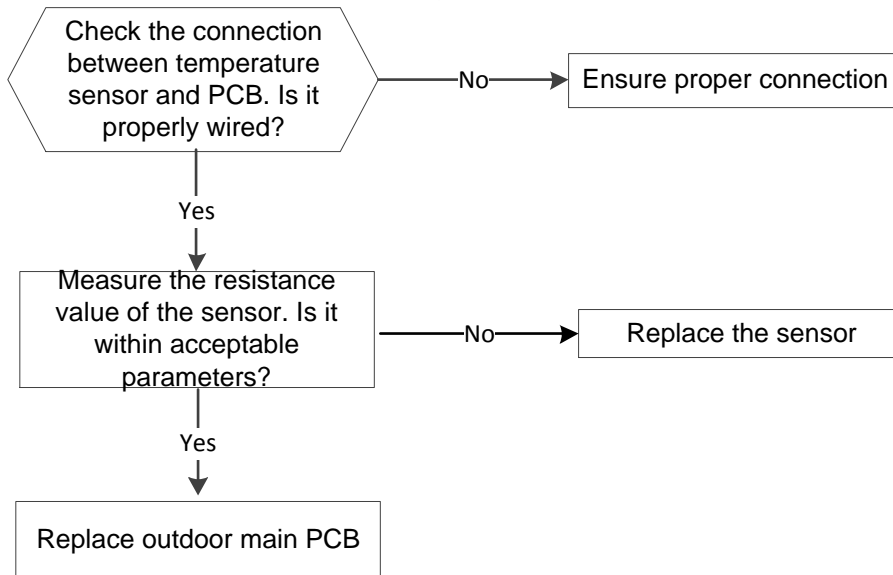 Check the connection
between temperature
sensor and PCB. Is it
properly wired?
No
Ensure proper connection
Yes
Measure the resistance
value of the sensor. Is it
within acceptable
parameters?
No
Replace the sensor
Yes
Replace outdoor main PCB